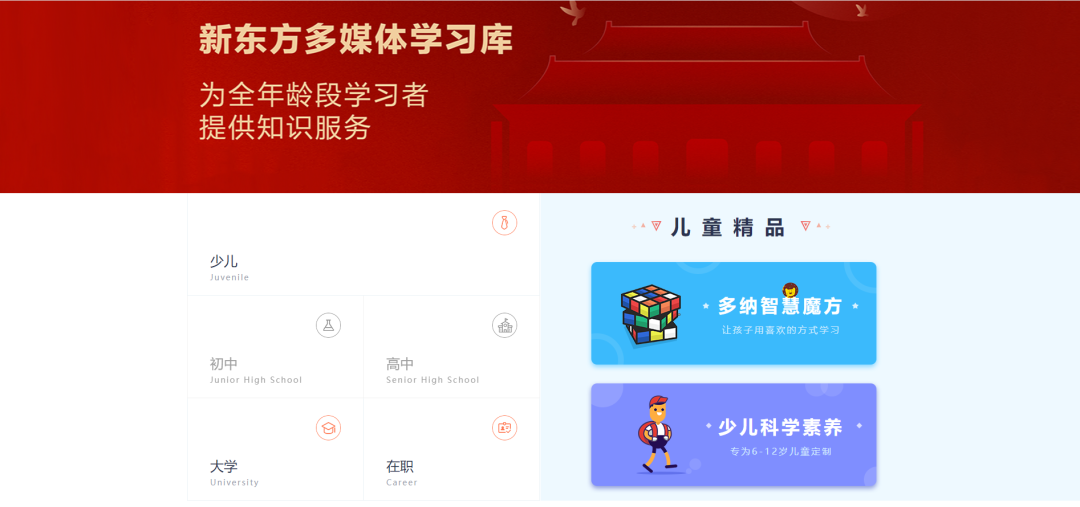 新东方多媒体学习库
为全年龄段学习者
提供知识服务
少儿
Juvenile
初中
Junior High School
高中
Senior High School
大学
University
在职
Career
儿童精品
多纳智慧魔方
让孩子用喜欢的方式学习
少儿科学素养
专为6-12岁儿童定制